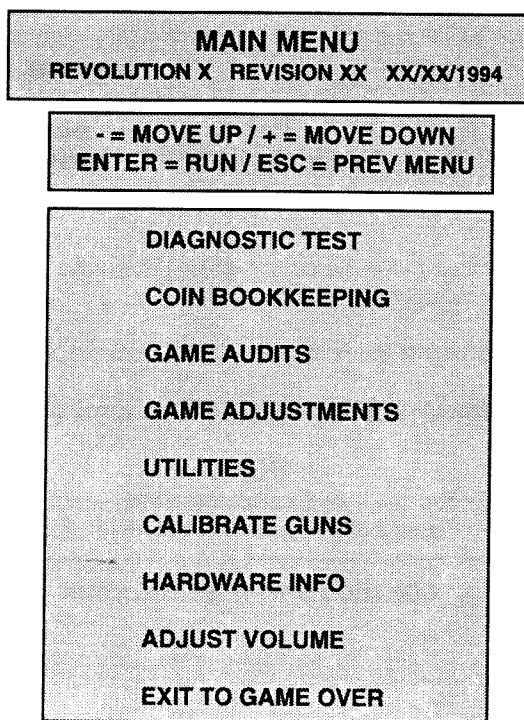 MAIN MENU
REVOLUTION X REVISION XX XX/XX/1994
- = MOVE UP / + = MOVE DOWN
ENTER = RUN / ESC = PREV MENU
DIAGNOSTIC TEST
COIN BOOKKEEPING
GAME AUDITS
GAME ADJUSTMENTS
UTILITIES
CALIBRATE GUNS
HARDWARE INFO
ADJUST VOLUME
EXIT TO GAME OVER